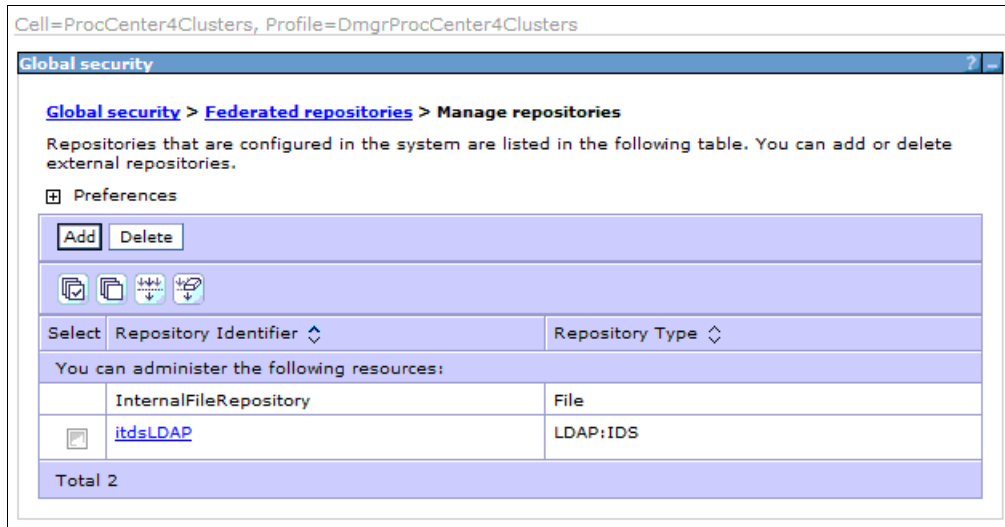 Cell=ProcCenter4Clusters, Profile=DmgrProcCenter4Clusters
Global security ? _
Global security > Federated repositories > Manage repositories
Repositories that are configured in the system are listed in the following table. You can add or delete
external repositories.
Preferences
Add Delete
Select Repository Identifier Repository Type
You can administer the following resources:
InternalFileRepository File
itdsLDAP LDAP:IDS
Total 2